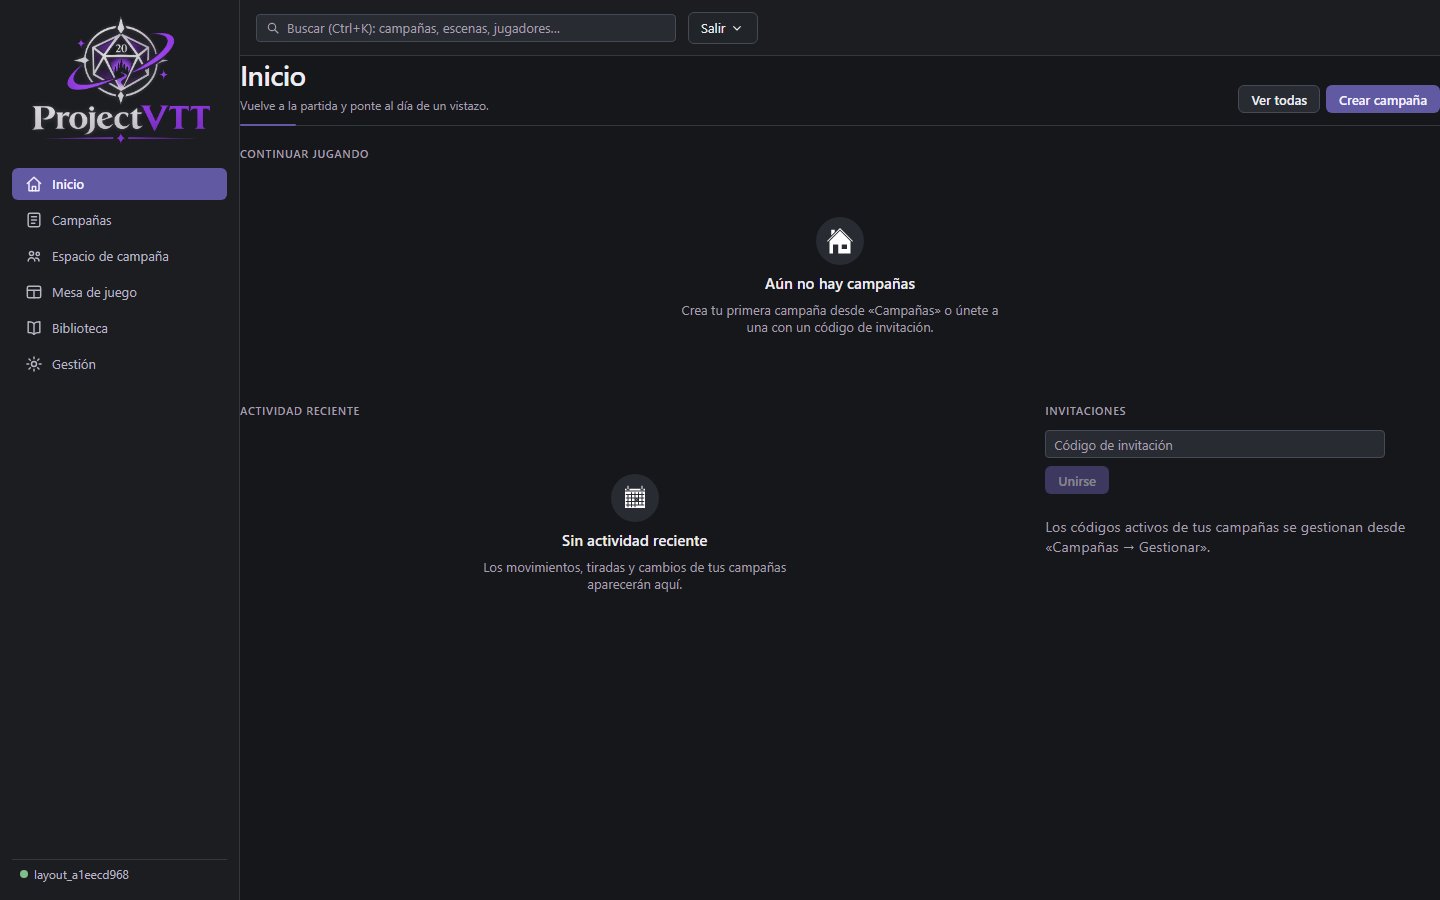 20
ProjectVTT
Inicio
Campañas
Espacio de campaña
Mesa de juego
Biblioteca
Gestión
layout_a1eecd968
Buscar (Ctrl+K): campañas, escenas, jugadores...
Salir
Inicio
Vuelve a la partida y ponte al día de un vistazo.
Ver todas
Crear campaña
CONTINUAR JUGANDO
Aún no hay campañas
Crea tu primera campaña desde «Campañas» o únete a
una con un código de invitación.
ACTIVIDAD RECIENTE
Sin actividad reciente
Los movimientos, tiradas y cambios de tus campañas
aparecerán aquí.
INVITACIONES
Código de invitación
Unirse
Los códigos activos de tus campañas se gestionan desde
«Campañas → Gestionar».